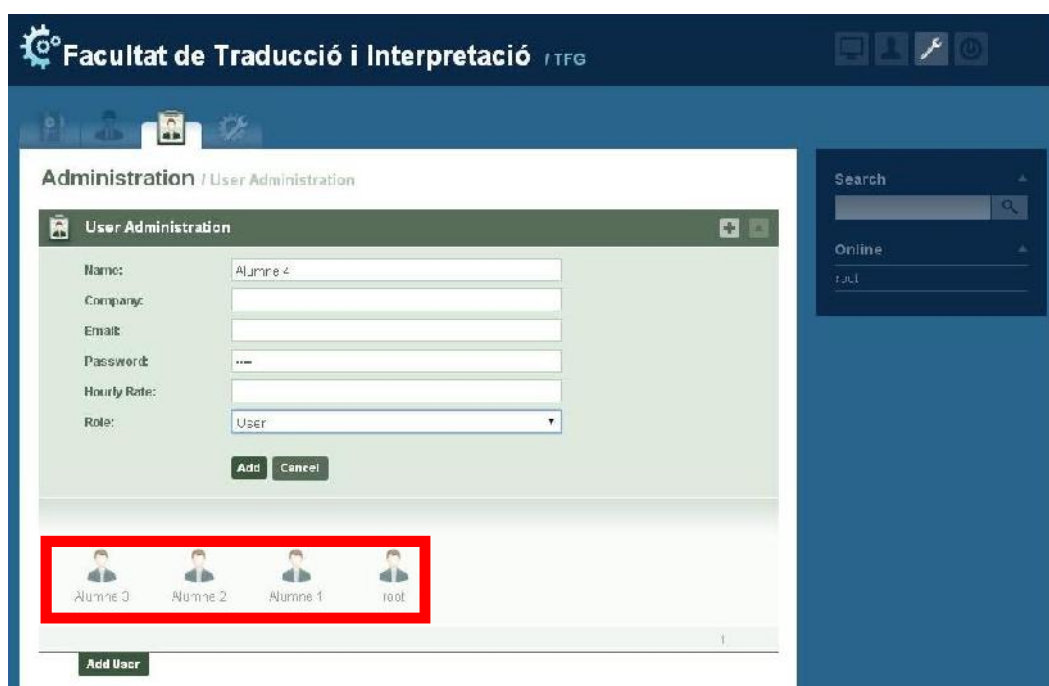 Facultat de Traducció i Interpretació / TFG
Administration / User Administration
User Administration
Name: Alumne 4
Company:
Email:
Password: ····
Hourly Rate:
Role: User
Add Cancel
Alumne 3 Alumne 2 Alumne 1 root
1
Add User
Search
Online
root